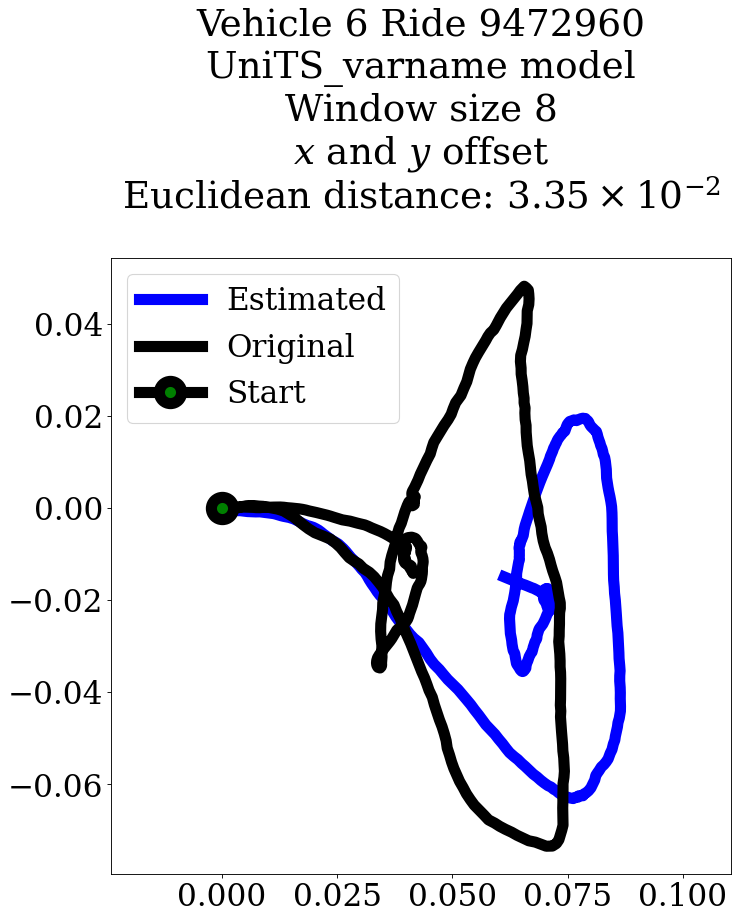 Vehicle 6 Ride 9472960
UniTS_varname model
Window size 8
x and y offset
Euclidean distance: 3.35 × 10⁻²
Estimated
Original
Start
0.04
0.02
0.00
−0.02
−0.04
−0.06
0.000 0.025 0.050 0.075 0.100